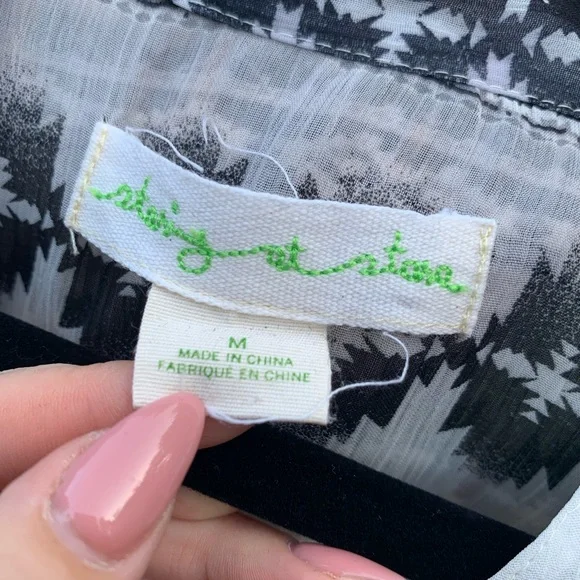 staring at stars
M
MADE IN CHINA
FABRIQUÉ EN CHINE